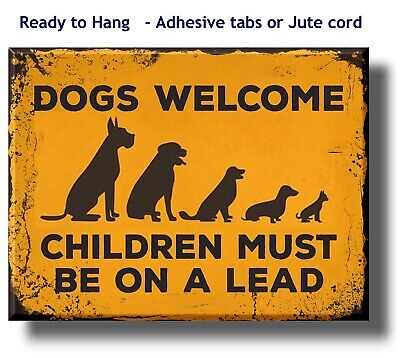 Ready to Hang - Adhesive tabs or Jute cord
DOGS WELCOME
CHILDREN MUST
BE ON A LEAD